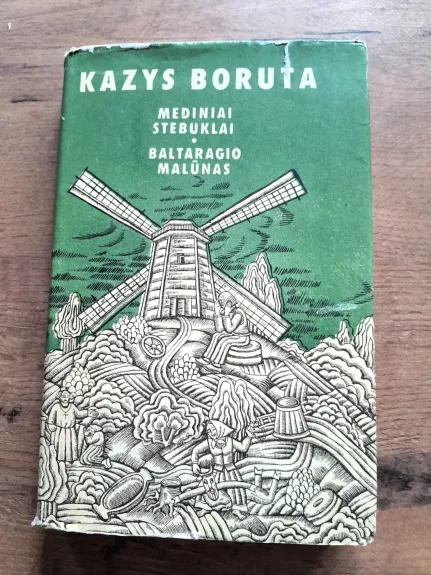 KAZYS BORUTA
MEDINIAI
STEBUKLAI
•
BALTARAGIO
MALŪNAS